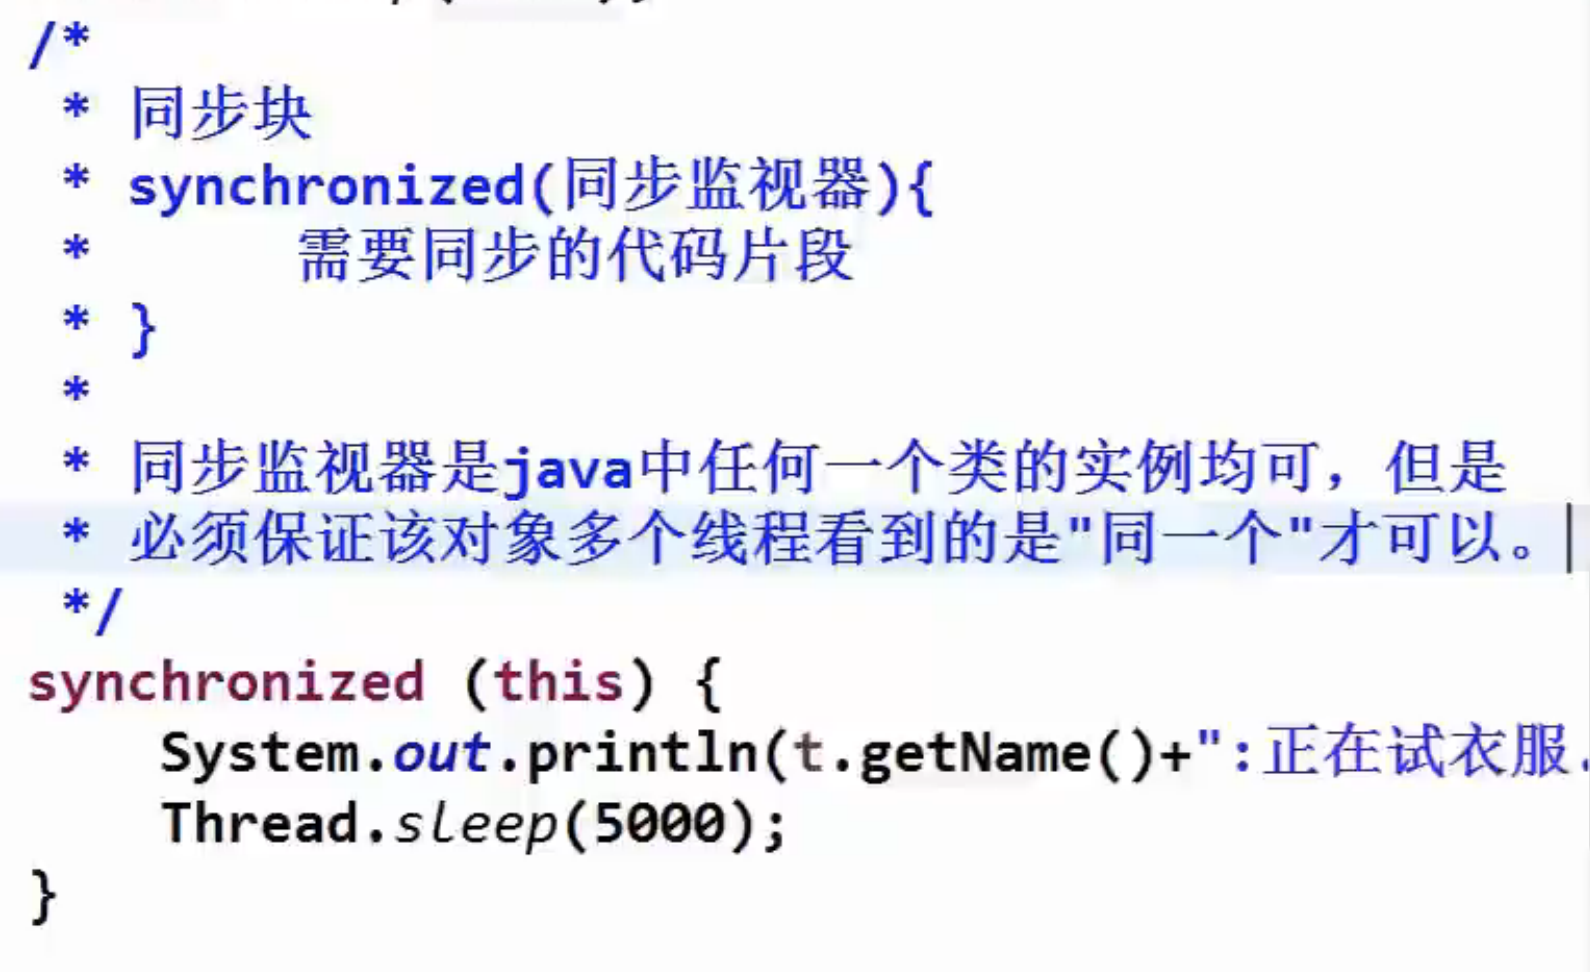 /*
* 同步块
* synchronized(同步监视器){
*     需要同步的代码片段
* }
*
* 同步监视器是java中任何一个类的实例均可，但是
* 必须保证该对象多个线程看到的是"同一个"才可以。
*/
synchronized (this) {
    System.out.println(t.getName()+":正在试衣服.
    Thread.sleep(5000);
}